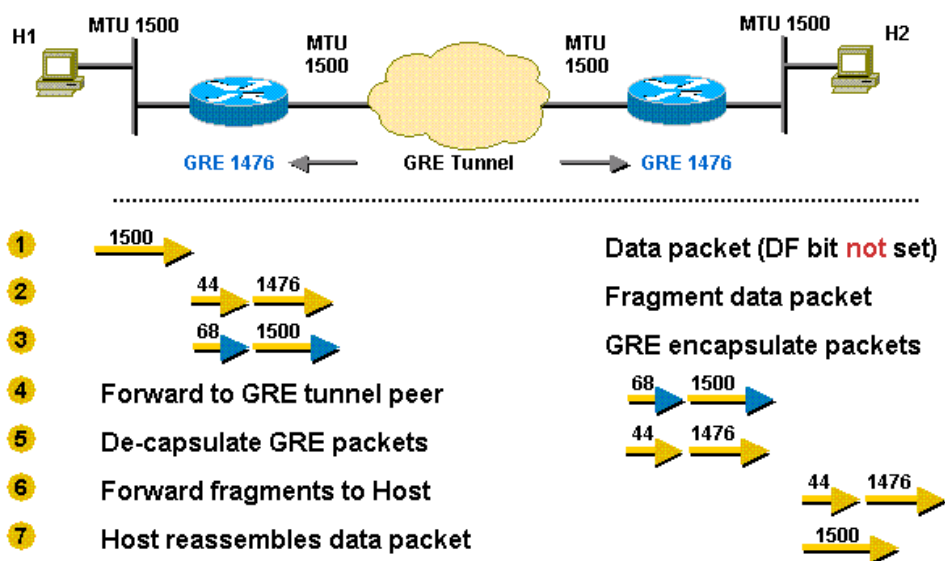 H1
MTU 1500
MTU
1500
MTU
1500
MTU 1500
H2
GRE 1476
GRE Tunnel
GRE 1476
1
1500
Data packet (DF bit not set)
2
44 1476
Fragment data packet
3
68 1500
GRE encapsulate packets
4
Forward to GRE tunnel peer
68 1500
5
De-capsulate GRE packets
44 1476
6
Forward fragments to Host
44 1476
7
Host reassembles data packet
1500